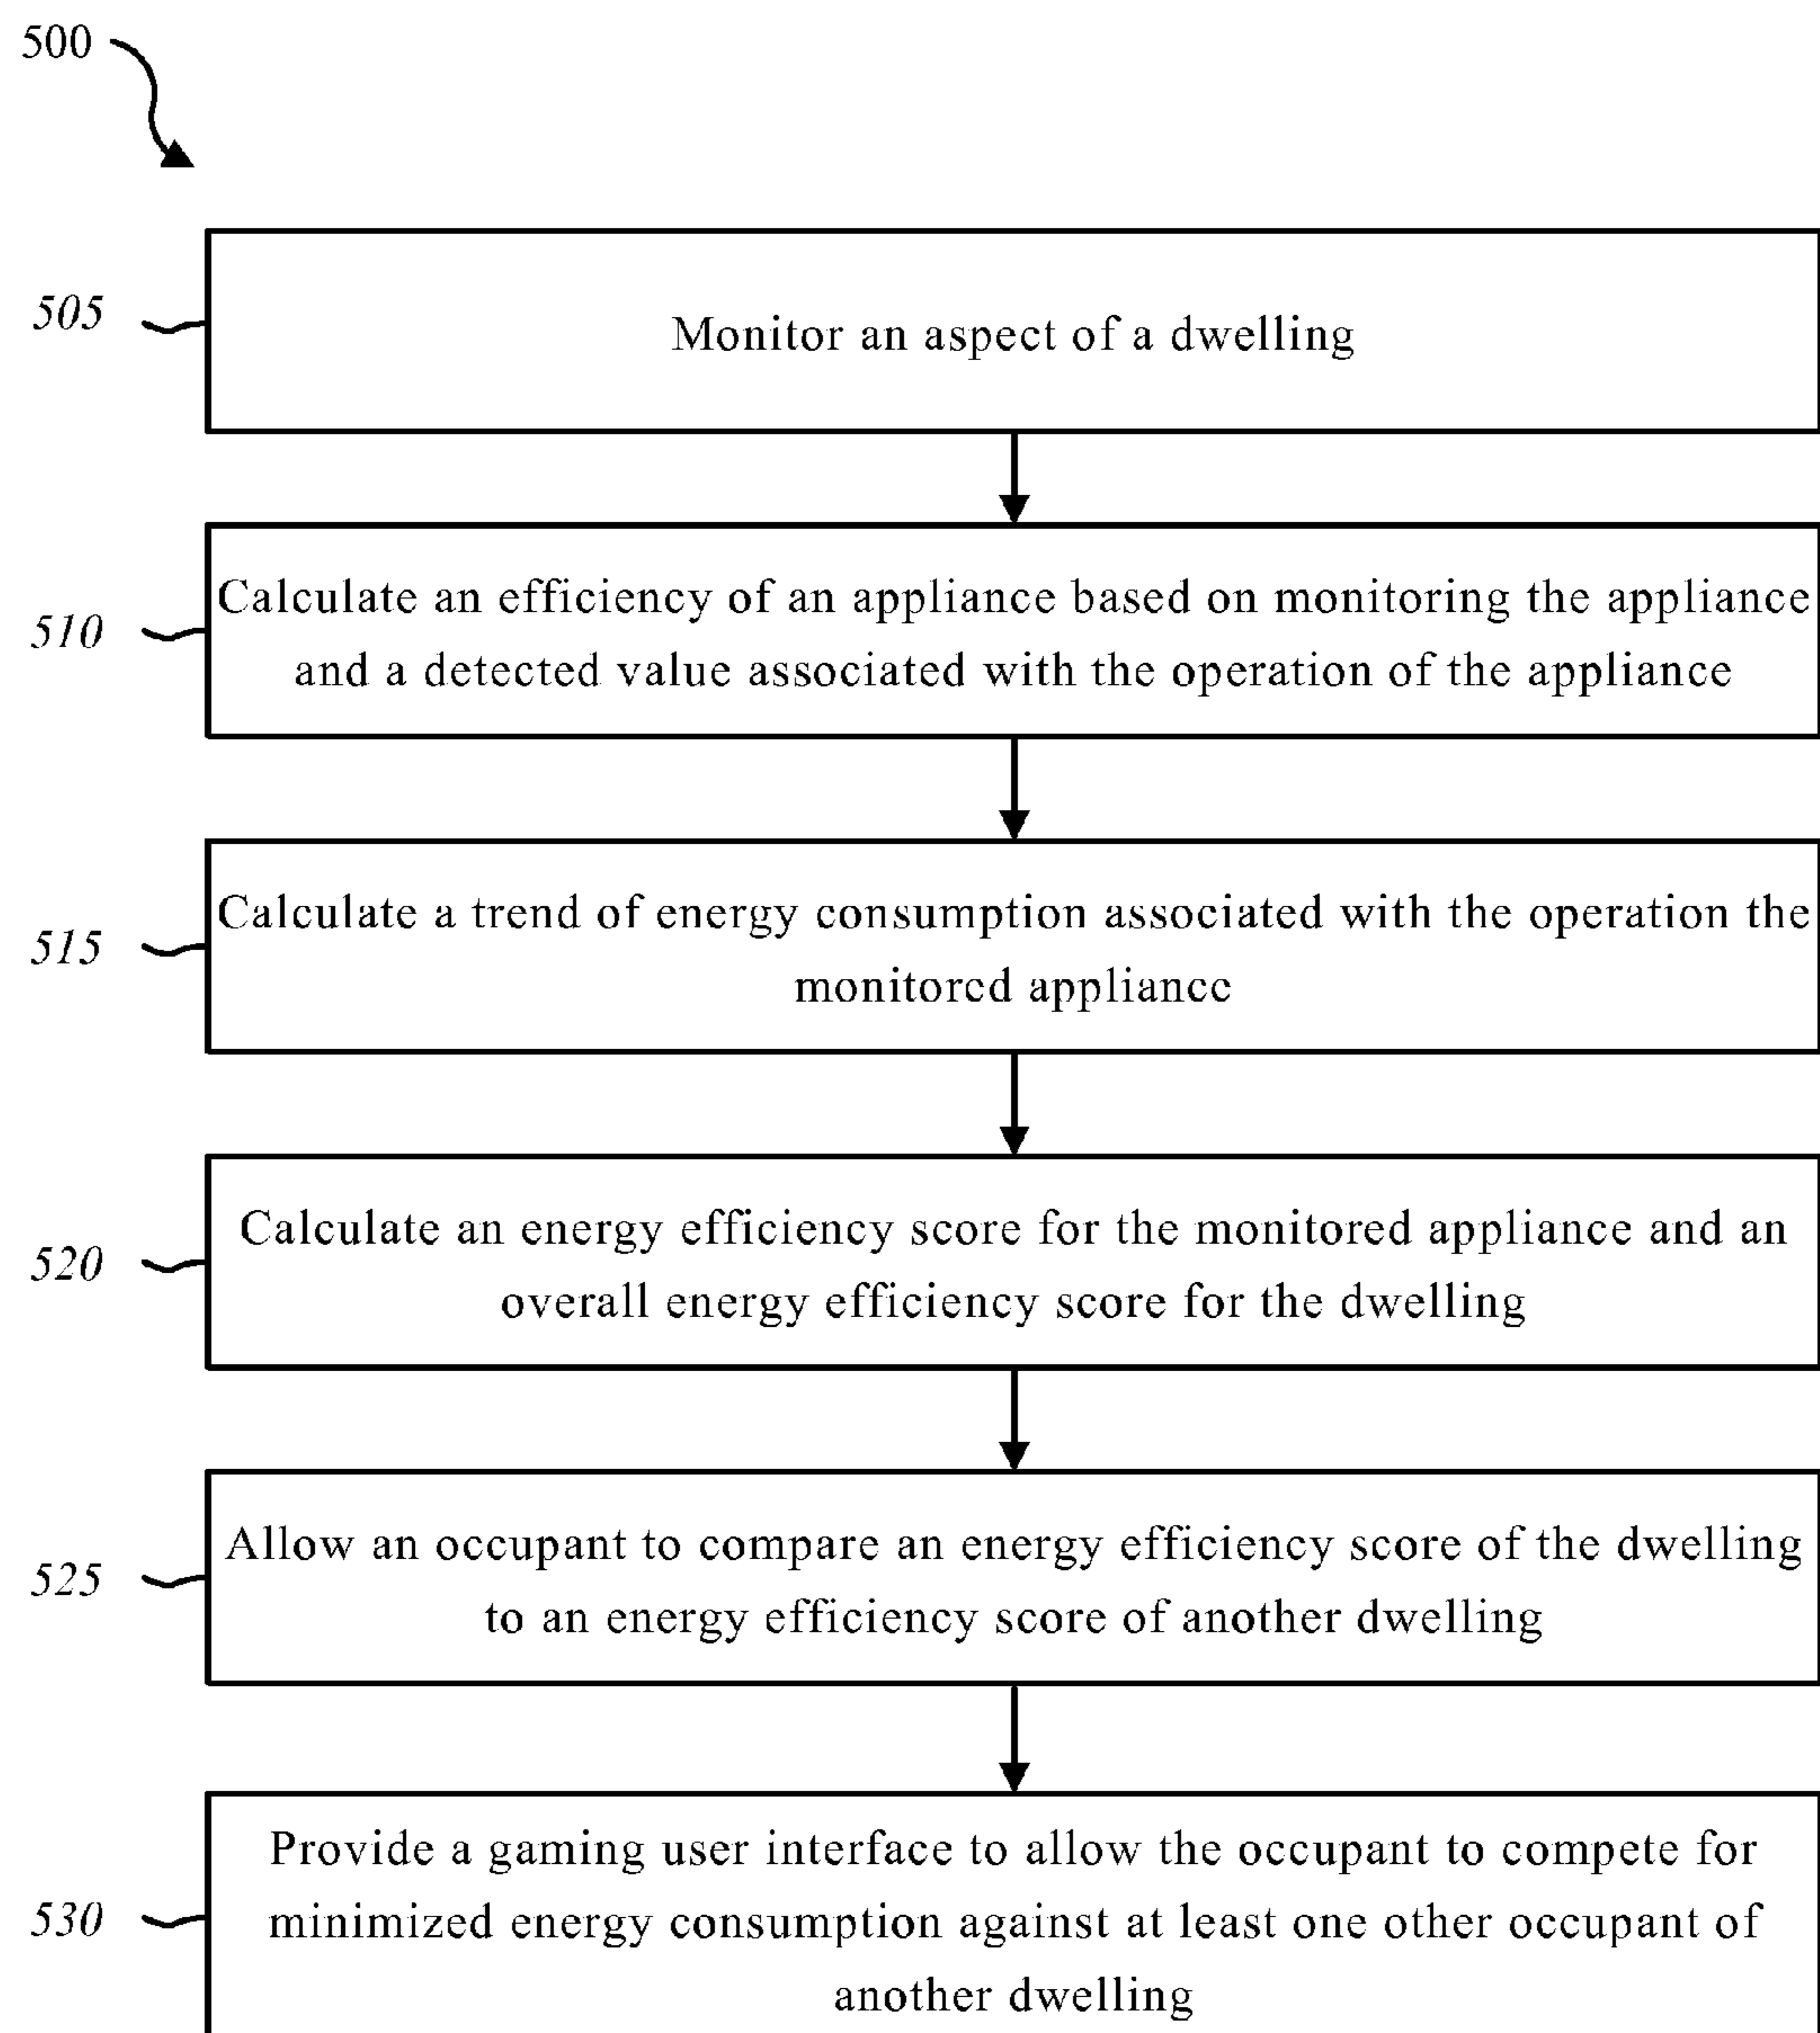 500
505
Monitor an aspect of a dwelling
510
Calculate an efficiency of an appliance based on monitoring the appliance
and a detected value associated with the operation of the appliance
515
Calculate a trend of energy consumption associated with the operation the
monitored appliance
520
Calculate an energy efficiency score for the monitored appliance and an
overall energy efficiency score for the dwelling
525
Allow an occupant to compare an energy efficiency score of the dwelling
to an energy efficiency score of another dwelling
530
Provide a gaming user interface to allow the occupant to compete for
minimized energy consumption against at least one other occupant of
another dwelling